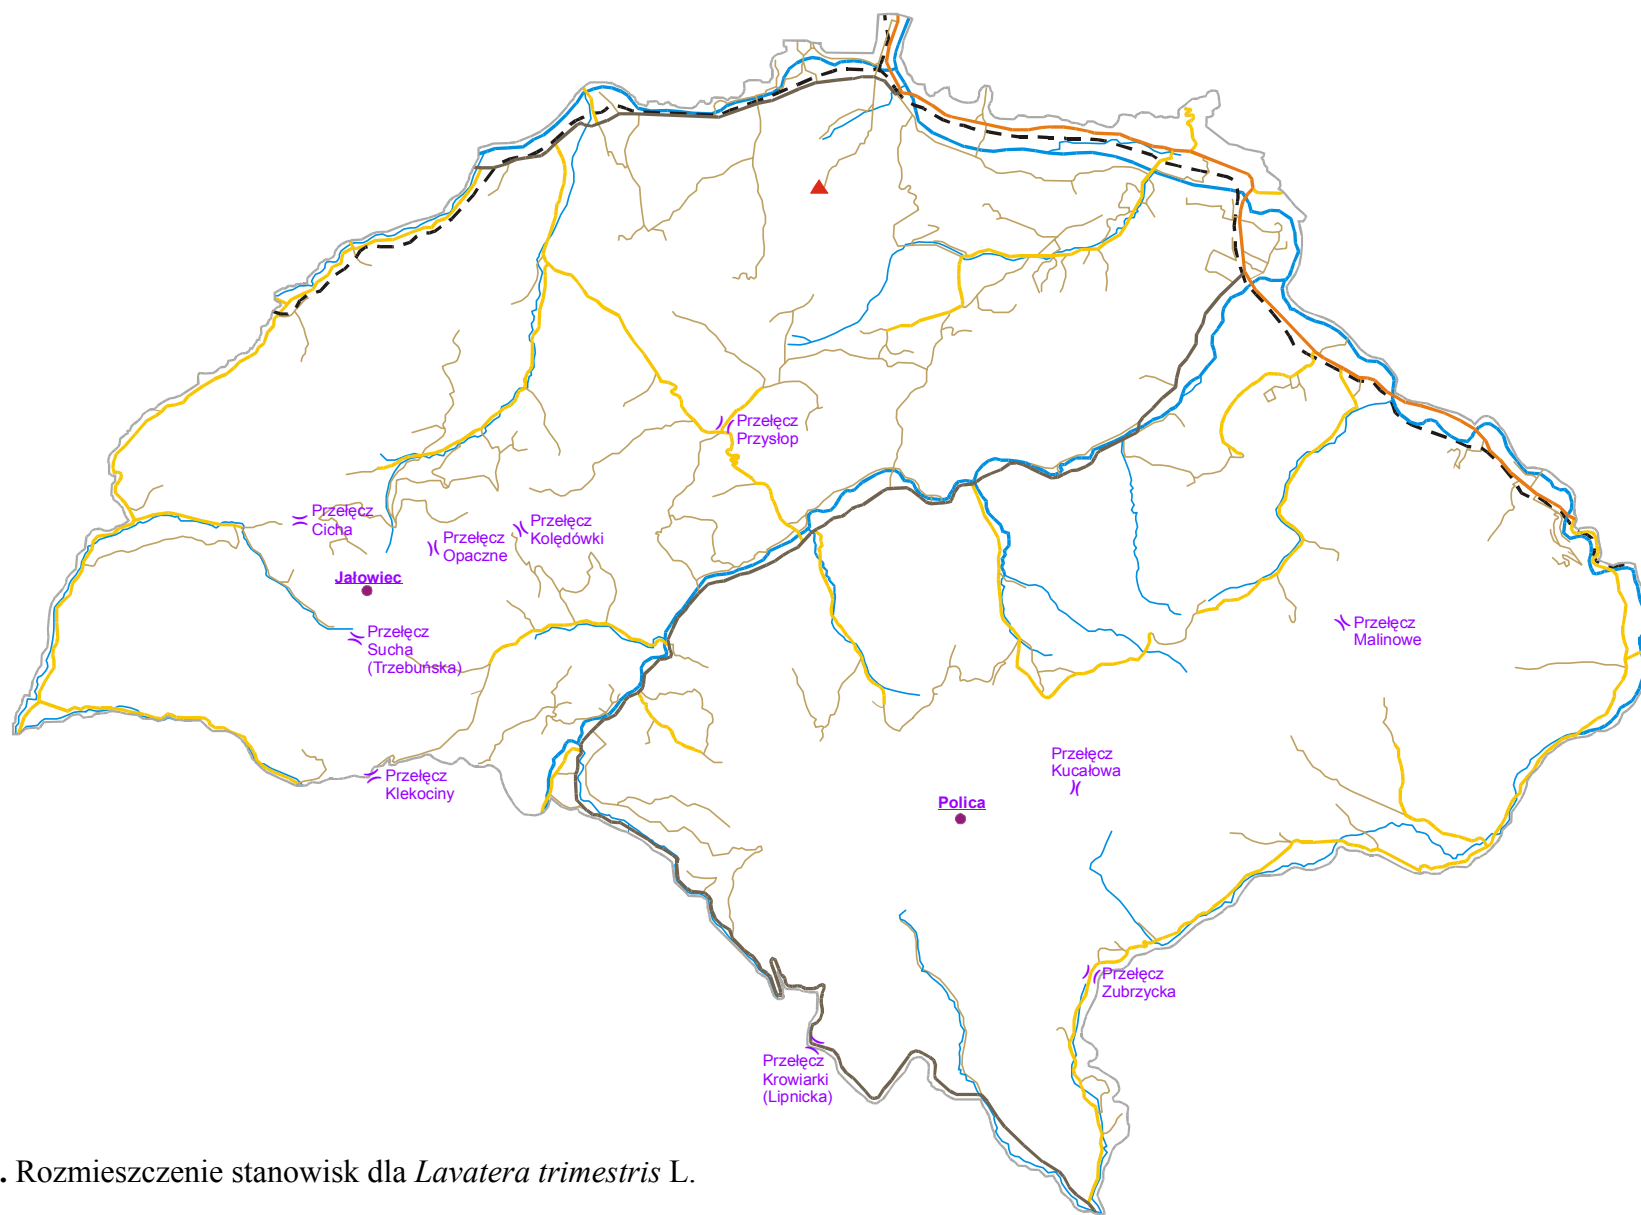 Przełęcz
Przysłop
Przełęcz
Cicha
Przełęcz
Kolędówki
Przełęcz
Opaczne
Jałowiec
Przełęcz
Sucha
(Trzebuńska)
Przełęcz
Malinowe
Przełęcz
Klekociny
Przełęcz
Kucałowa
Polica
Przełęcz
Zubrzycka
Przełęcz
Krowiarki
(Lipnicka)
. Rozmieszczenie stanowisk dla Lavatera trimestris L.